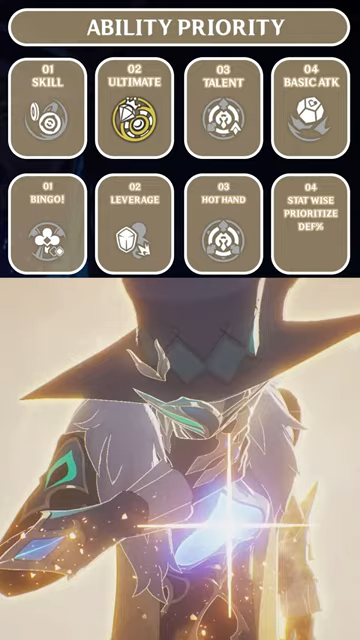 ABILITY PRIORITY
01
SKILL
02
ULTIMATE
03
TALENT
04
BASIC ATK
01
BINGO!
02
LEVERAGE
03
HOT HAND
04
STAT WISE
PRIORITIZE
DEF%